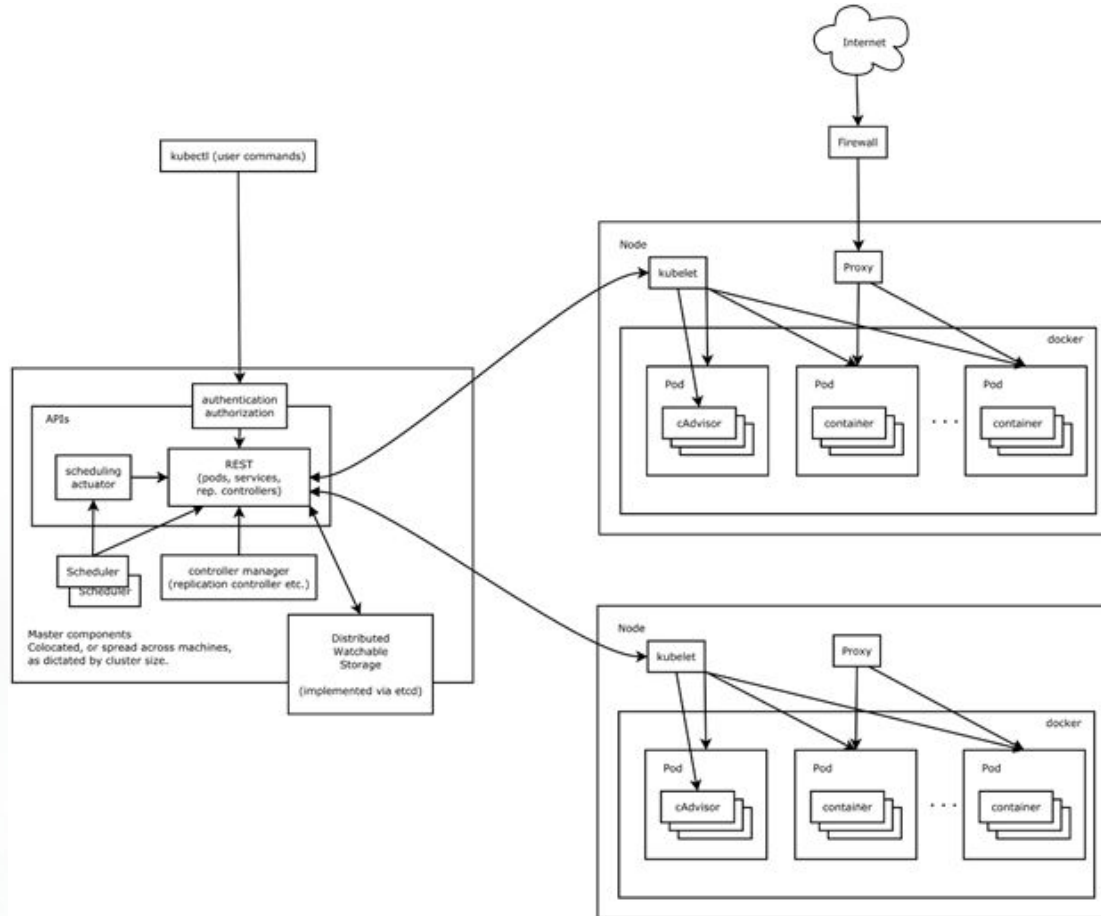 Internet
Firewall
kubectl (user commands)
Node
kubelet
Proxy
docker
Pod
cAdvisor
Pod
container
. . .
Pod
container
authentication
authorization
APIs
REST
(pods, services,
rep. controllers)
scheduling
actuator
Scheduler
Scheduler
controller manager
(replication controller etc.)
Master components
Colocated, or spread across machines,
as dictated by cluster size.
Distributed
Watchable
Storage
(implemented via etcd)
Node
kubelet
Proxy
docker
Pod
cAdvisor
Pod
container
. . .
Pod
container